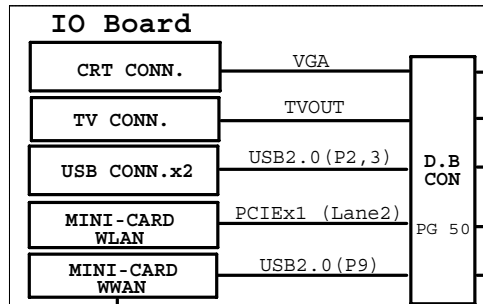 IO Board
CRT CONN.
VGA
TV CONN.
TVOUT
USB CONN.x2
USB2.0(P2,3)
D.B
CON
PG 50
MINI-CARD
WLAN
PCIEx1 (Lane2)
MINI-CARD
WWAN
USB2.0(P9)